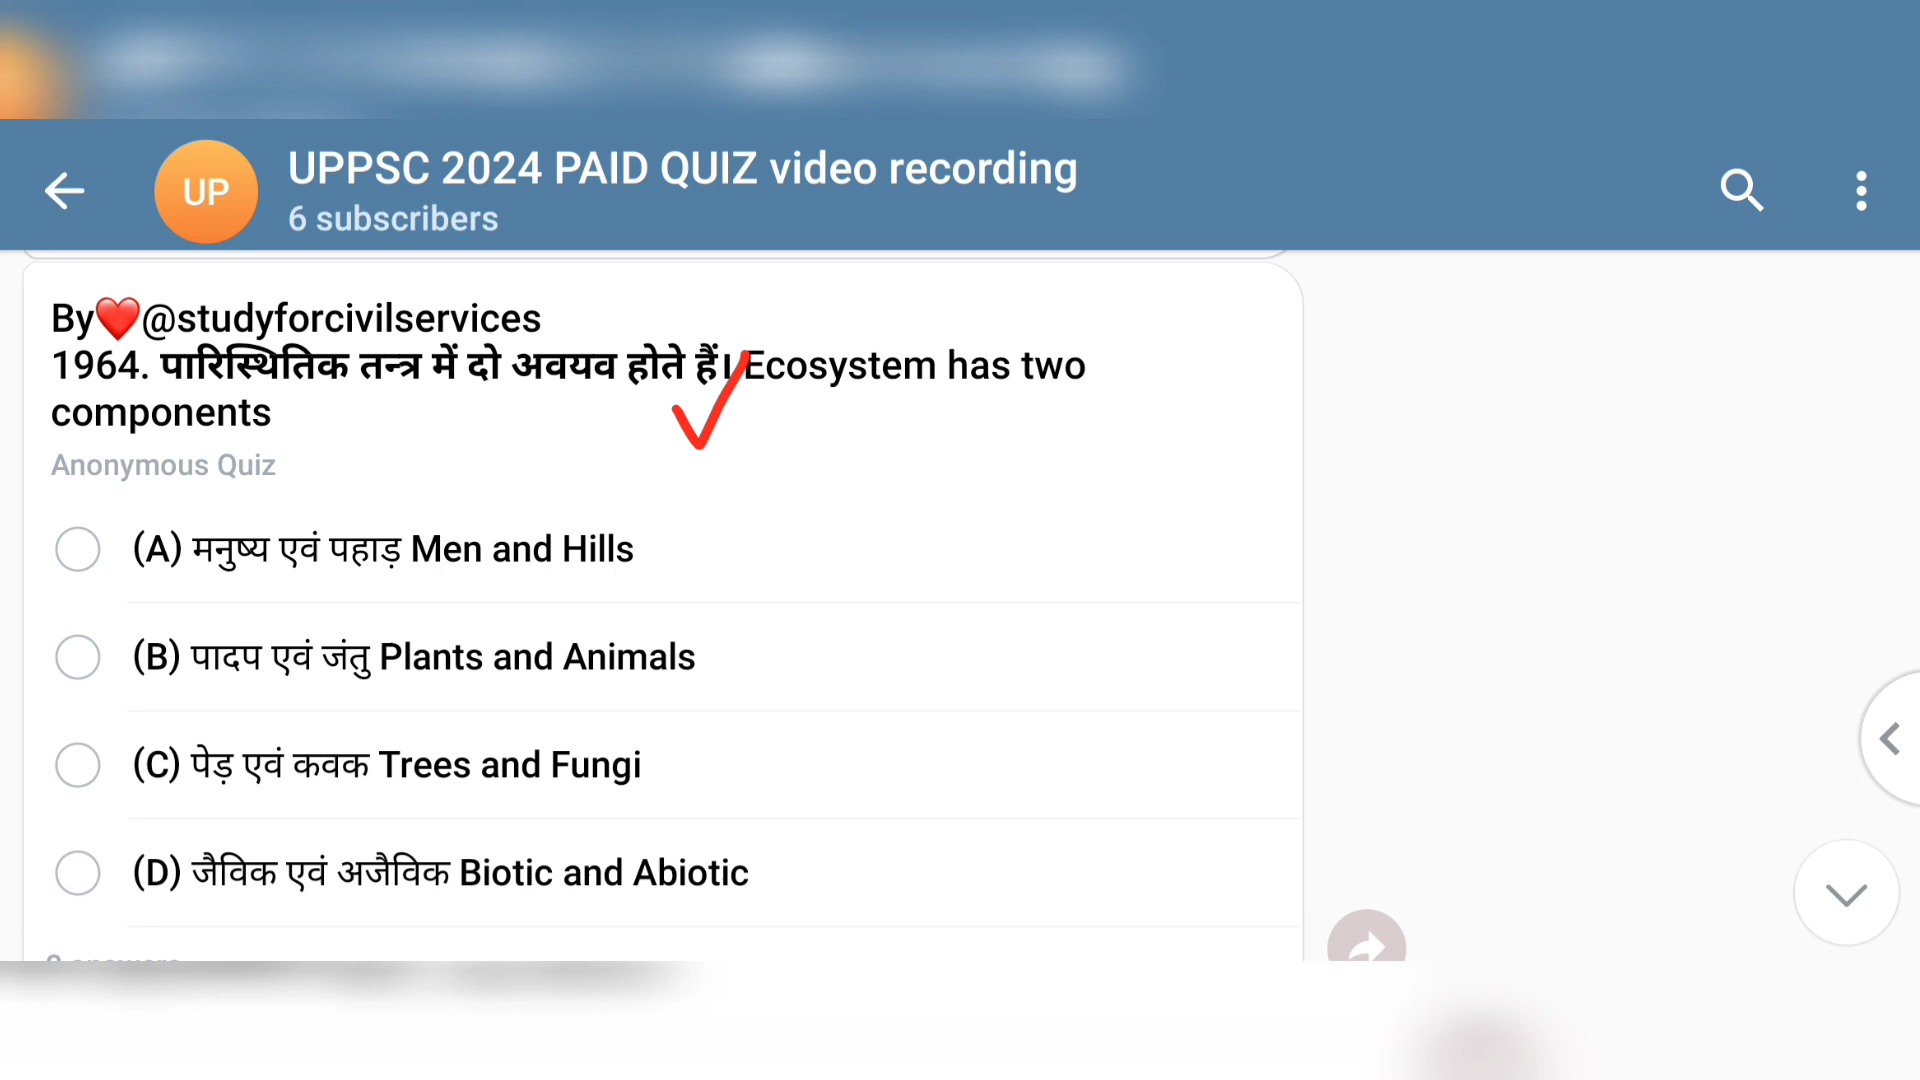 UP
UPPSC 2024 PAID QUIZ video recording
6 subscribers
By❤️@studyforcivilservices
1964. पारिस्थितिक तन्त्र में दो अवयव होते हैं। Ecosystem has two
components
Anonymous Quiz
(A) मनुष्य एवं पहाड़ Men and Hills
(B) पादप एवं जंतु Plants and Animals
(C) पेड़ एवं कवक Trees and Fungi
(D) जैविक एवं अजैविक Biotic and Abiotic